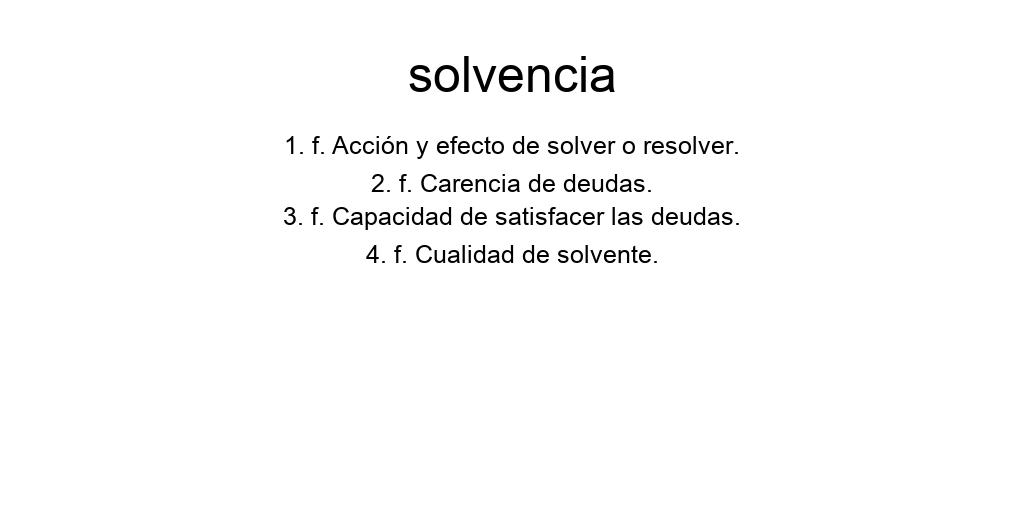 solvencia
1. f. Acción y efecto de solver o resolver.
2. f. Carencia de deudas.
3. f. Capacidad de satisfacer las deudas.
4. f. Cualidad de solvente.